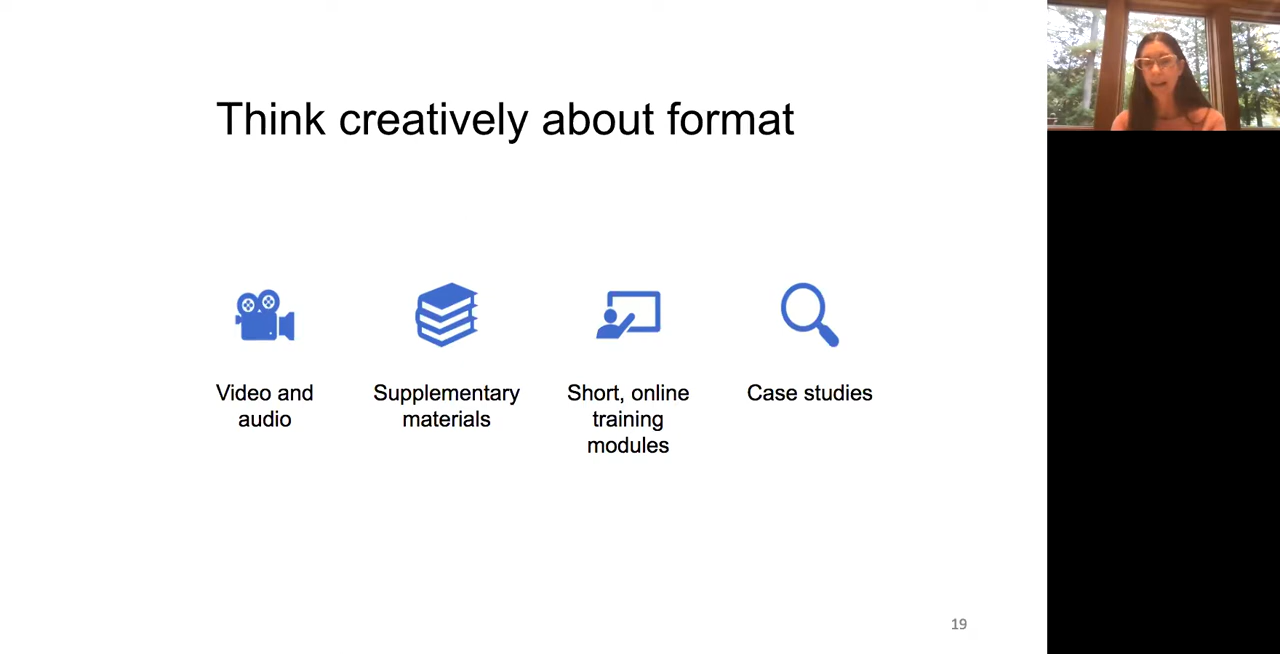 Think creatively about format
Video and
audio
Supplementary
materials
Short, online
training
modules
Case studies
19